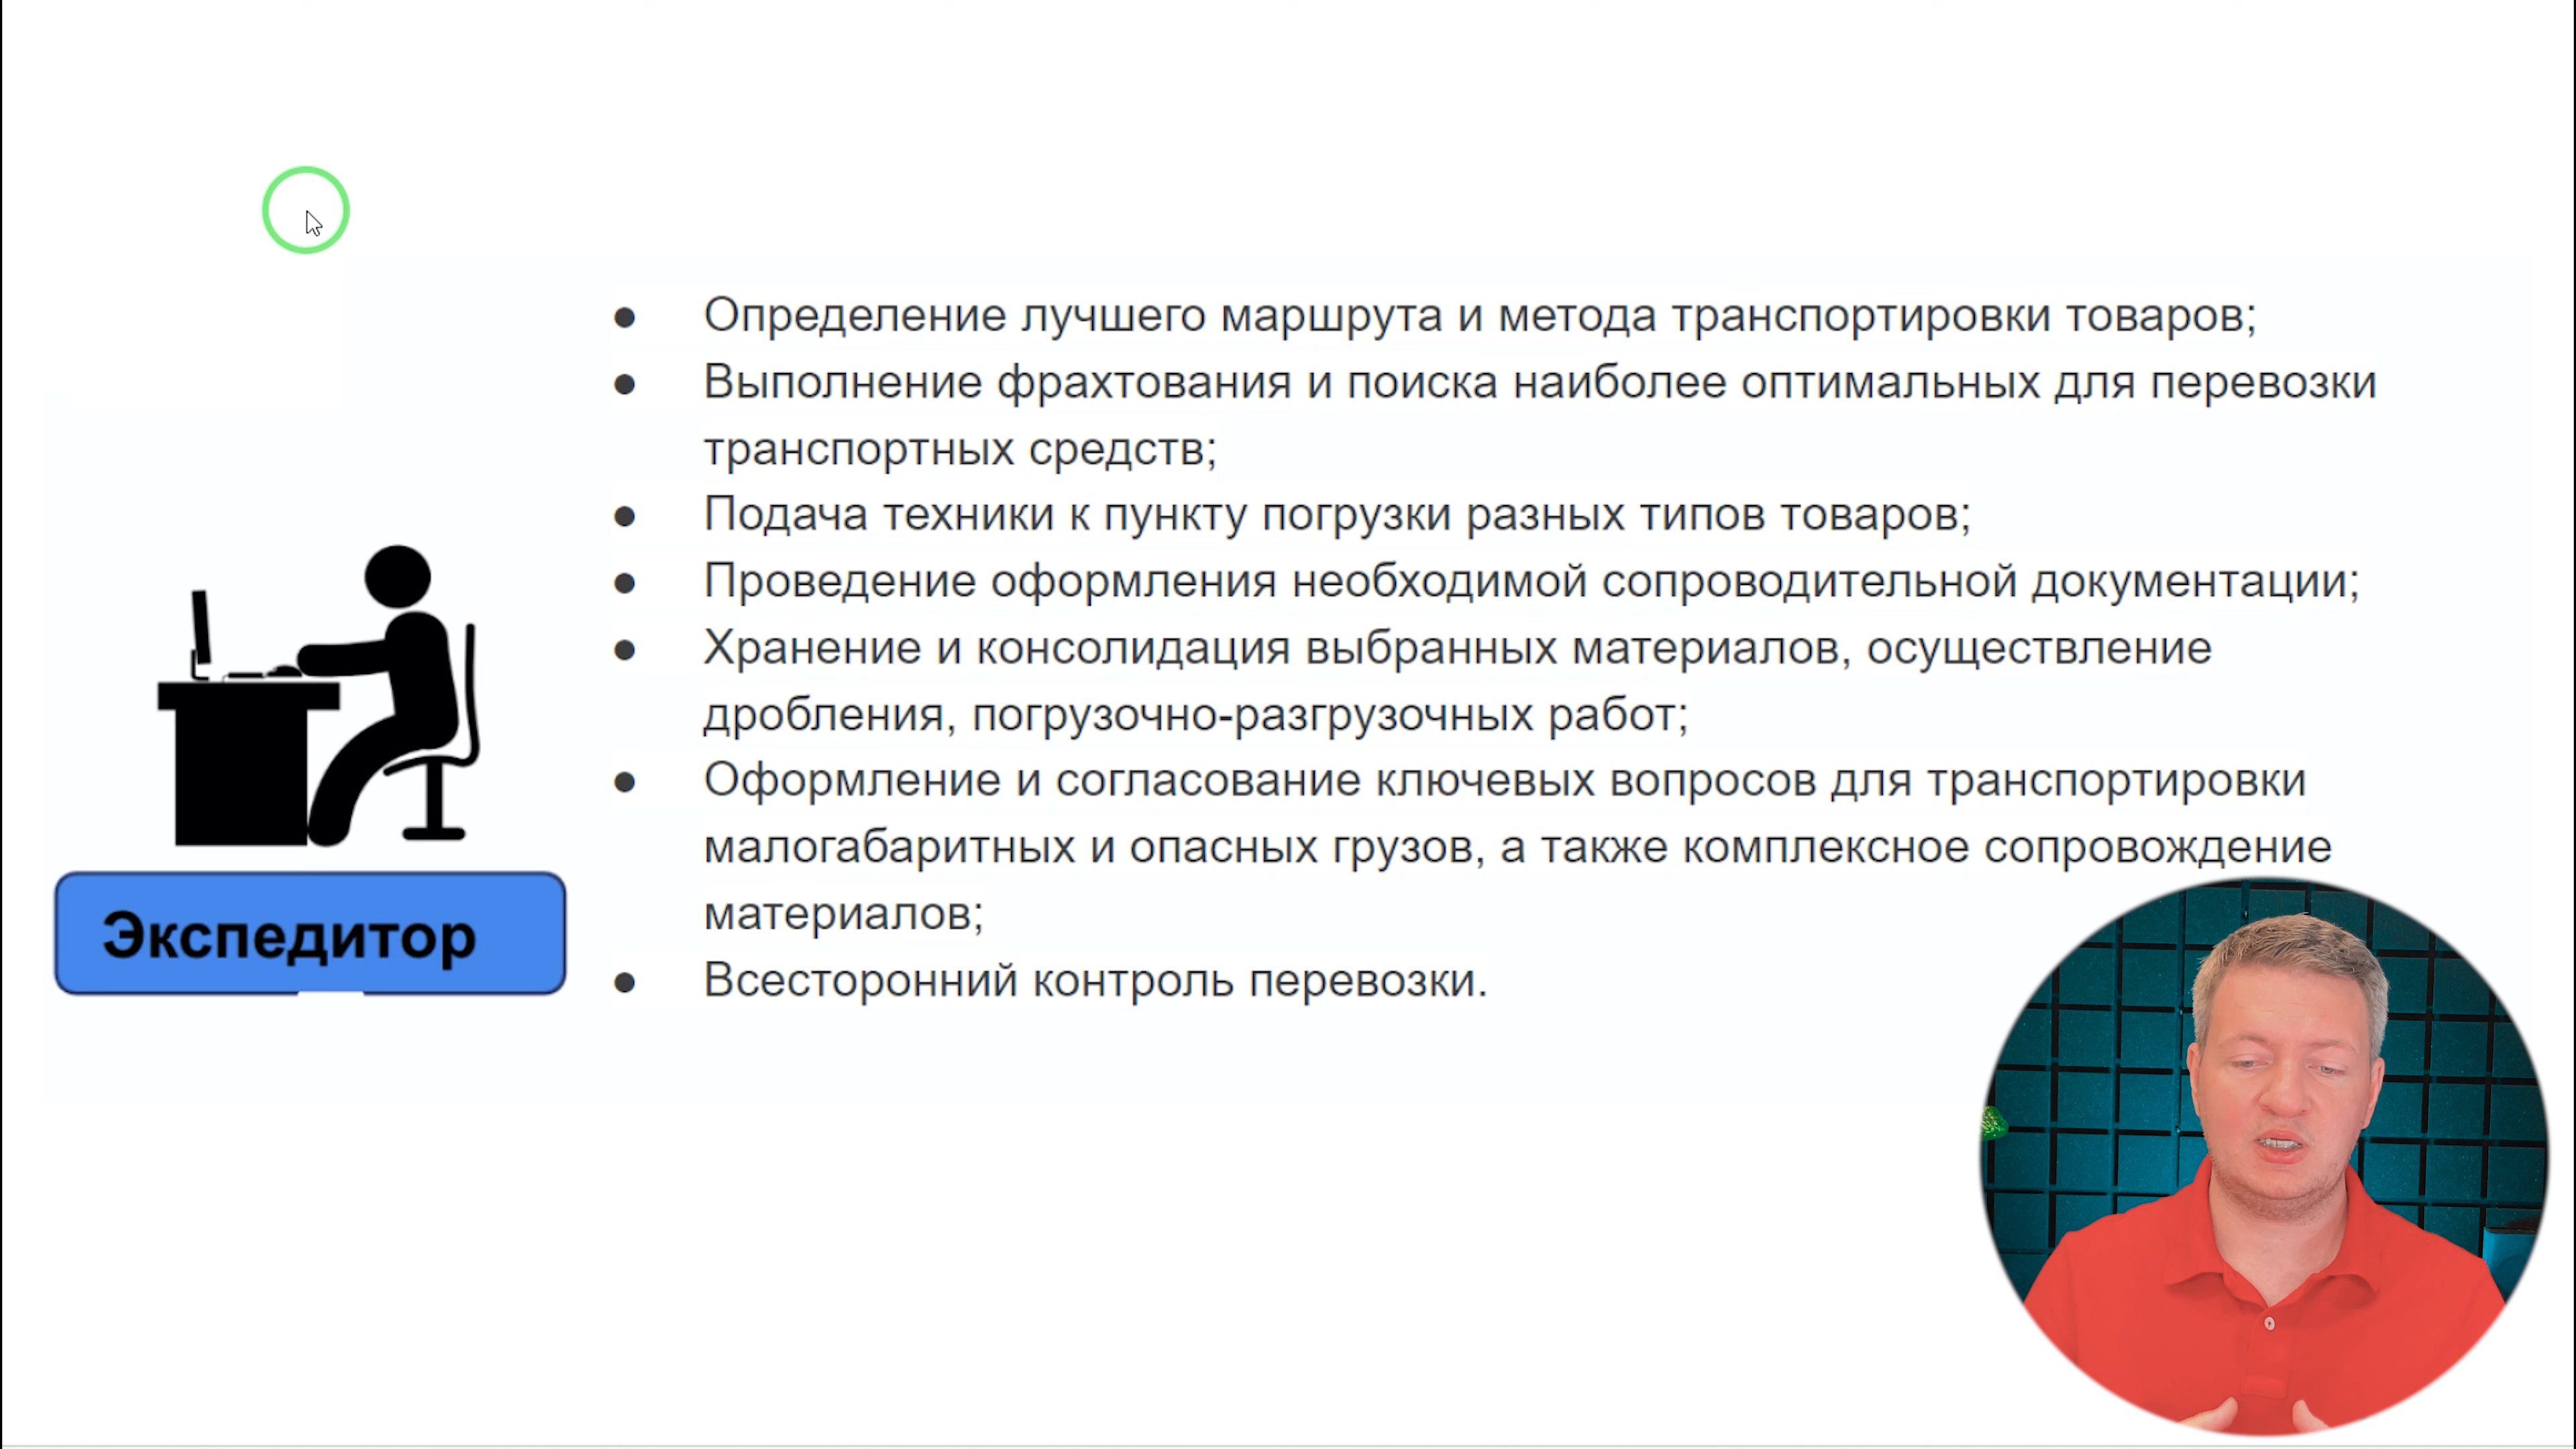 ● Определение лучшего маршрута и метода транспортировки товаров;
● Выполнение фрахтования и поиска наиболее оптимальных для перевозки
транспортных средств;
● Подача техники к пункту погрузки разных типов товаров;
● Проведение оформления необходимой сопроводительной документации;
● Хранение и консолидация выбранных материалов, осуществление
дробления, погрузочно-разгрузочных работ;
● Оформление и согласование ключевых вопросов для транспортировки
малогабаритных и опасных грузов, а также комплексное сопровождение
материалов;
● Всесторонний контроль перевозки.
Экспедитор